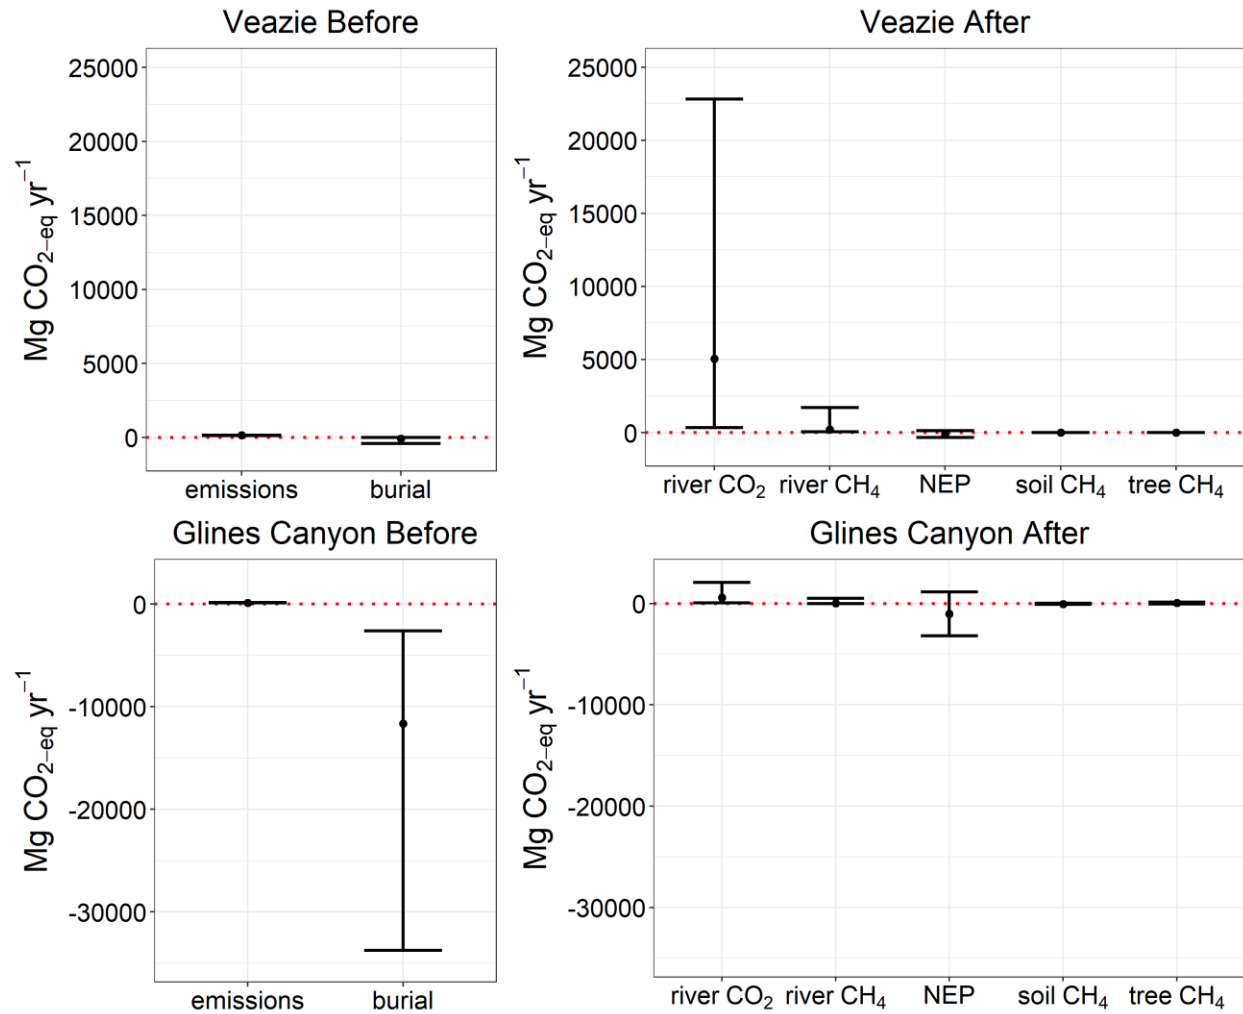 Veazie Before
Veazie After
Mg CO₂₋eq yr⁻¹
25000
20000
15000
10000
5000
0
emissions burial
Mg CO₂₋eq yr⁻¹
25000
20000
15000
10000
5000
0
river CO₂ river CH₄ NEP soil CH₄ tree CH₄
Glines Canyon Before
Glines Canyon After
Mg CO₂₋eq yr⁻¹
0
-10000
-20000
-30000
emissions burial
Mg CO₂₋eq yr⁻¹
0
-10000
-20000
-30000
river CO₂ river CH₄ NEP soil CH₄ tree CH₄